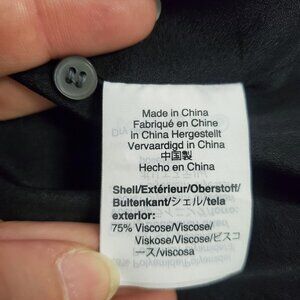 Made in China
Fabriqué en Chine
In China Hergestellt
Vervaardigd in China
中国製
Hecho en China
Shell/Extérieur/Oberstoff/
Buitenkant/シェル/tela
exterior:
75% Viscose/Viscose/
Viskose/Viscose/ビスコ
ース/viscosa